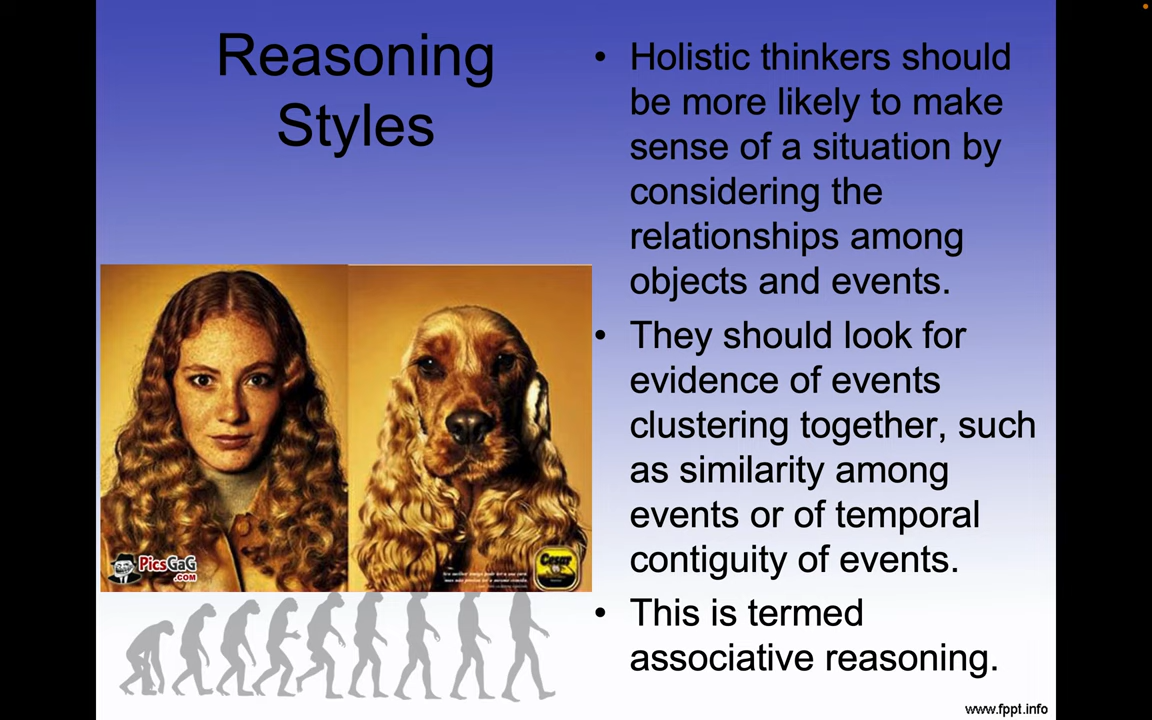 Reasoning
Styles
• Holistic thinkers should
be more likely to make
sense of a situation by
considering the
relationships among
objects and events.
• They should look for
evidence of events
clustering together, such
as similarity among
events or of temporal
contiguity of events.
• This is termed
associative reasoning.
PicsGaG
.COM
Cesar
www.fppt.info